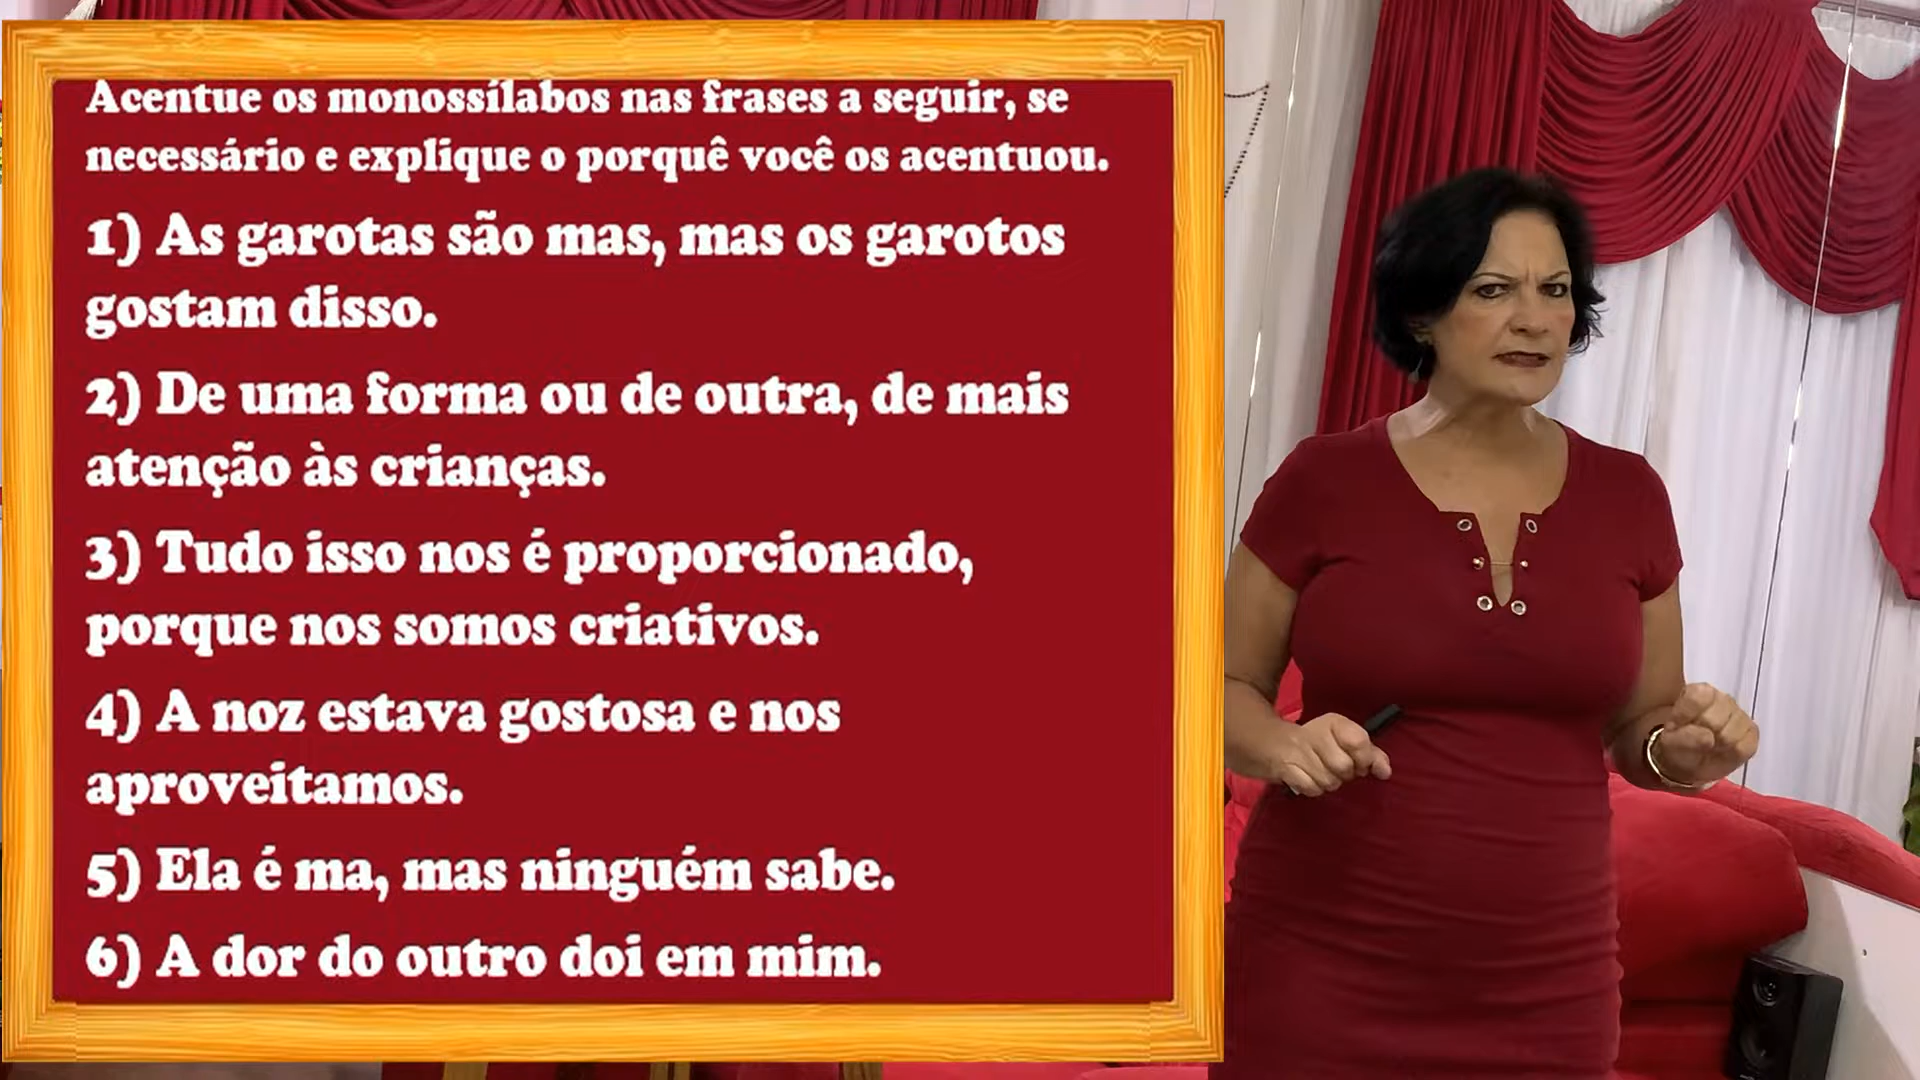 Acentue os monossílabos nas frases a seguir, se
necessário e explique o porquê você os acentuou.
1) As garotas são mas, mas os garotos
gostam disso.
2) De uma forma ou de outra, de mais
atenção às crianças.
3) Tudo isso nos é proporcionado,
porque nos somos criativos.
4) A noz estava gostosa e nos
aproveitamos.
5) Ela é ma, mas ninguém sabe.
6) A dor do outro doi em mim.